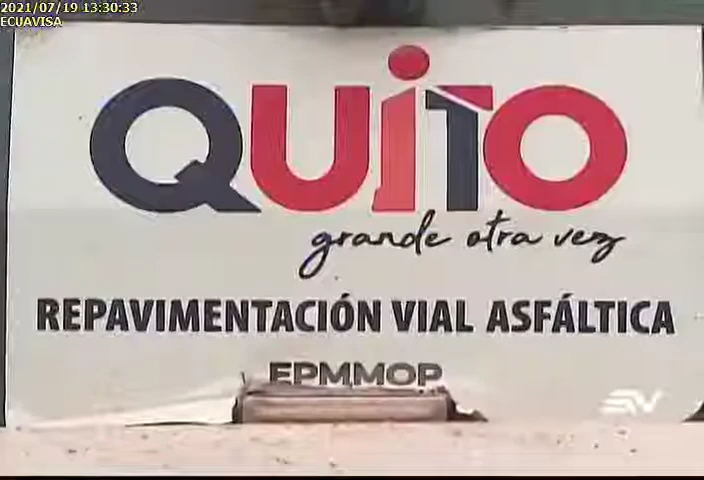 2021/07/19 13:30:33
ECUAVISA
QUITO
grande otra vez
REPAVIMENTACIÓN VIAL ASFÁLTICA
EPMMOP